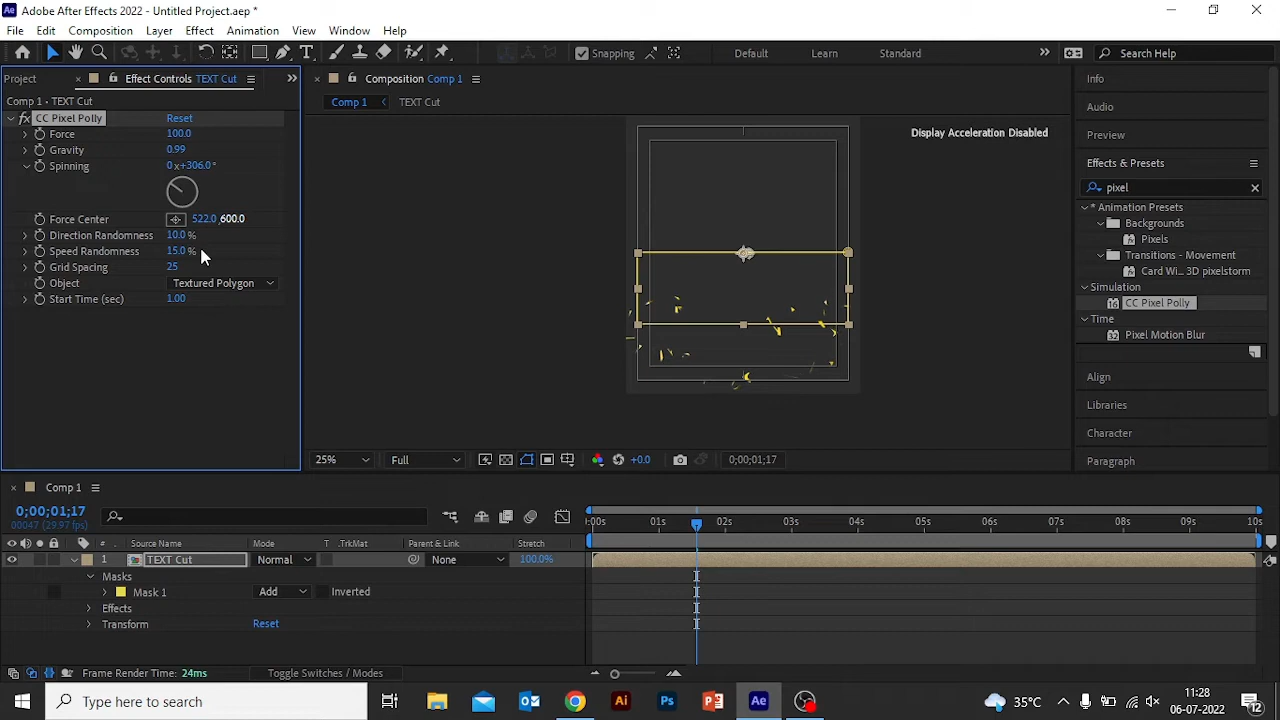 Ae Adobe After Effects 2022 - Untitled Project.aep *
File Edit Composition Layer Effect Animation View Window Help
Snapping Default Learn Standard Search Help
Project Effect Controls TEXT Cut Composition Comp 1 Info
Comp 1 • TEXT Cut Comp 1 TEXT Cut Audio
fx CC Pixel Polly Reset
Force 100.0
Gravity 0.99
Spinning 0 x+306.0°
Force Center 522.0, 600.0
Direction Randomness 10.0 %
Speed Randomness 15.0 %
Grid Spacing 25
Object Textured Polygon
Start Time (sec) 1.00
Display Acceleration Disabled
Preview
Effects & Presets
pixel
* Animation Presets
Backgrounds
Pixels
Transitions - Movement
Card Wi... 3D pixelstorm
Simulation
CC Pixel Polly
Time
Pixel Motion Blur
Align
Libraries
Character
Paragraph
25% Full +0.0 0;00;01;17
Comp 1
0;00;01;17
00047 (29.97 fps)
:00s 01s 02s 03s 04s 05s 06s 07s 08s 09s 10s
# Source Name Mode T .TrkMat Parent & Link Stretch
1 TEXT Cut Normal None 100.0%
Masks
Mask 1 Add Inverted
Effects
Transform Reset
Frame Render Time: 24ms Toggle Switches / Modes
Type here to search Ai Ps Ae 35°C 11:28
06-07-2022 12